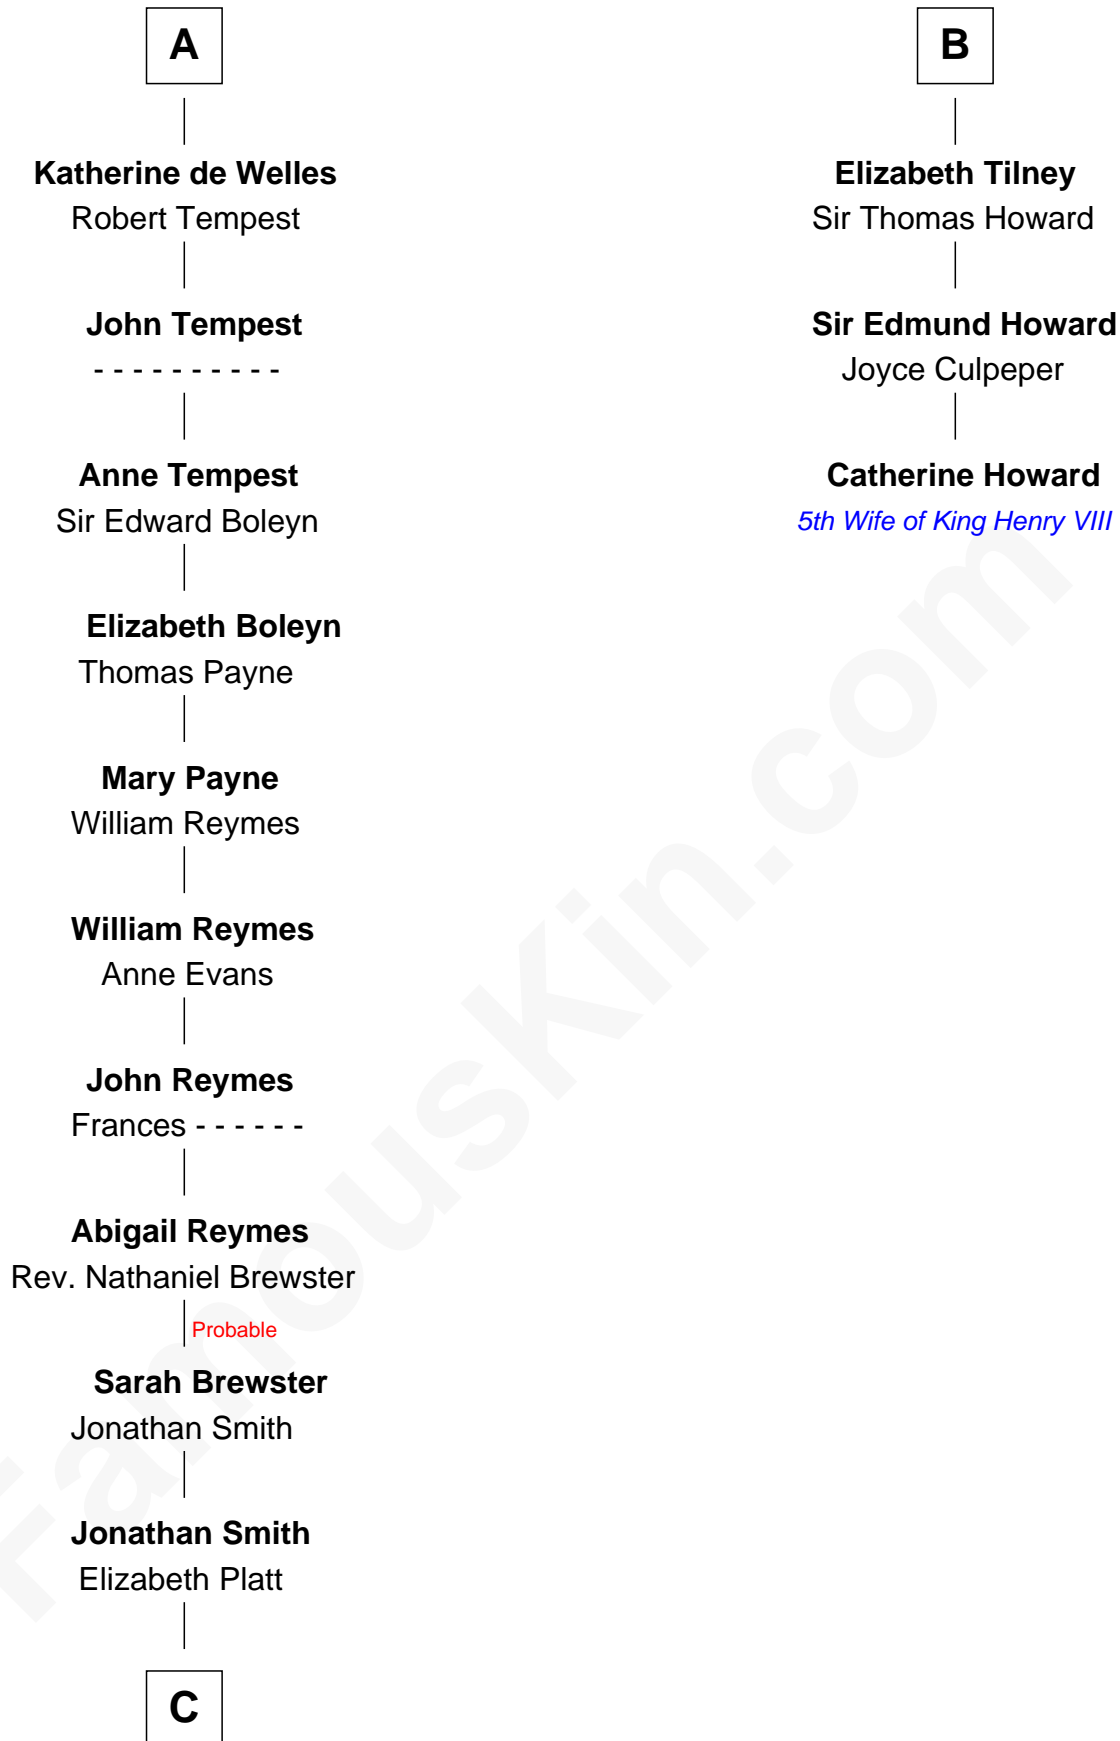 A
Katherine de Welles
Robert Tempest
John Tempest
- - - - - - - - - -
Anne Tempest
Sir Edward Boleyn
Elizabeth Boleyn
Thomas Payne
Mary Payne
William Reymes
William Reymes
Anne Evans
John Reymes
Frances - - - - - -
Abigail Reymes
Rev. Nathaniel Brewster
Probable
Sarah Brewster
Jonathan Smith
Jonathan Smith
Elizabeth Platt
C
B
Elizabeth Tilney
Sir Thomas Howard
Sir Edmund Howard
Joyce Culpeper
Catherine Howard
5th Wife of King Henry VIII
FamousKin.com